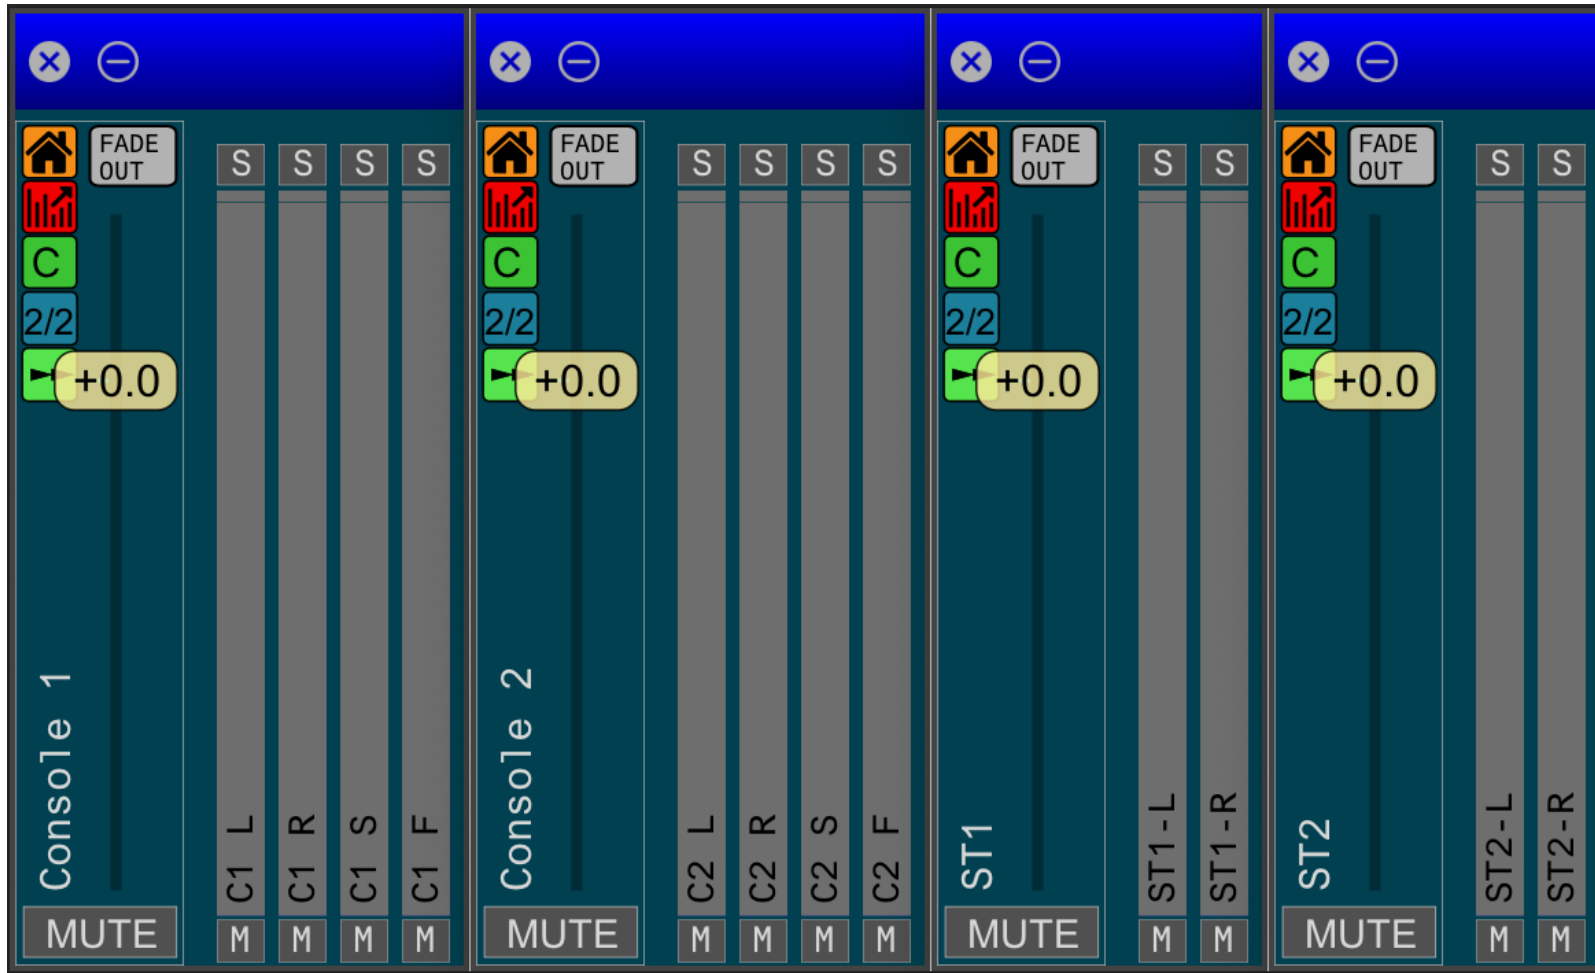 FADE
OUT
S
S
S
S
C
2/2
+0.0
Console 1
C1 L
C1 R
C1 S
C1 F
MUTE
M
M
M
M
FADE
OUT
S
S
S
S
C
2/2
+0.0
Console 2
C2 L
C2 R
C2 S
C2 F
MUTE
M
M
M
M
FADE
OUT
S
S
C
2/2
+0.0
ST1
ST1-L
ST1-R
MUTE
M
M
FADE
OUT
S
S
C
2/2
+0.0
ST2
ST2-L
ST2-R
MUTE
M
M